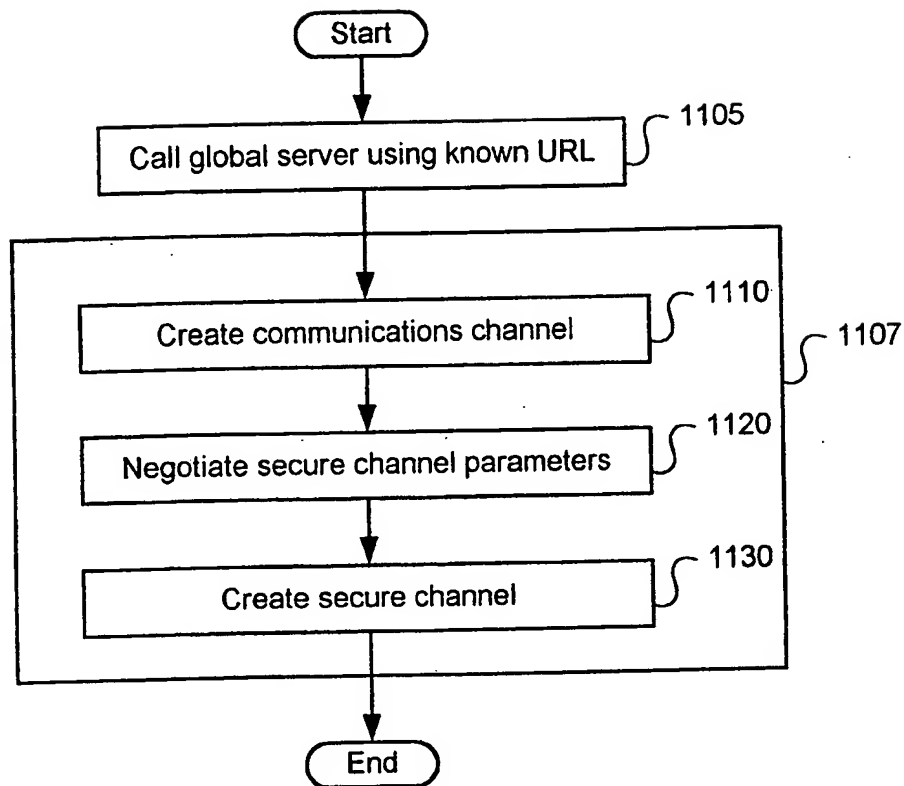 Start
Call global server using known URL
1105
Create communications channel
1110
1107
Negotiate secure channel parameters
1120
Create secure channel
1130
End